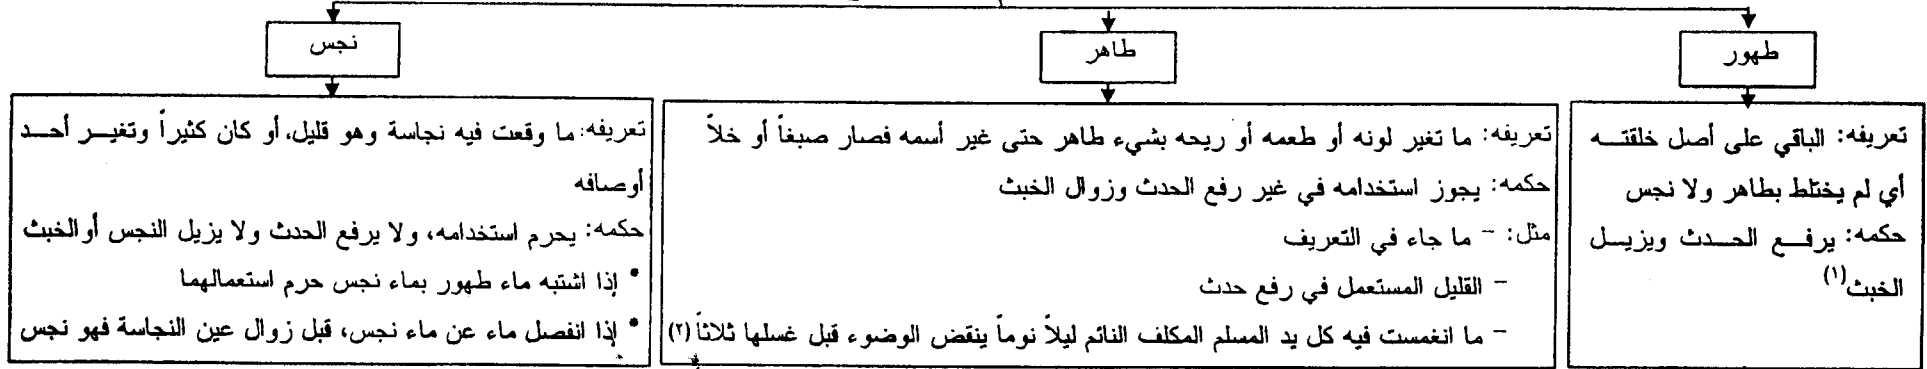 طهور
تعريفه: الباقي على أصل خلقته
أي لم يختلط بطاهر ولا نجس
حكمه: يرفع الحدث ويزيل
الخبث(١)
طاهر
تعريفه: ما تغير لونه أو طعمه أو ريحه بشيء طاهر حتى غير أسمه فصار صبغاً أو خلاً
حكمه: يجوز استخدامه في غير رفع الحدث وزوال الخبث
مثل: - ما جاء في التعريف
- القليل المستعمل في رفع حدث
- ما انغمست فيه كل يد المسلم المكلف النائم ليلاً نوماً ينقض الوضوء قبل غسلها ثلاثاً (٢)
نجس
تعريفه: ما وقعت فيه نجاسة وهو قليل، أو كان كثيراً وتغير أحد
أوصافه
حكمه: يحرم استخدامه، ولا يرفع الحدث ولا يزيل النجس أو الخبث
* إذا اشتبه ماء طهور بماء نجس حرم استعمالهما
* إذا انفصل ماء عن ماء نجس، قبل زوال عين النجاسة فهو نجس